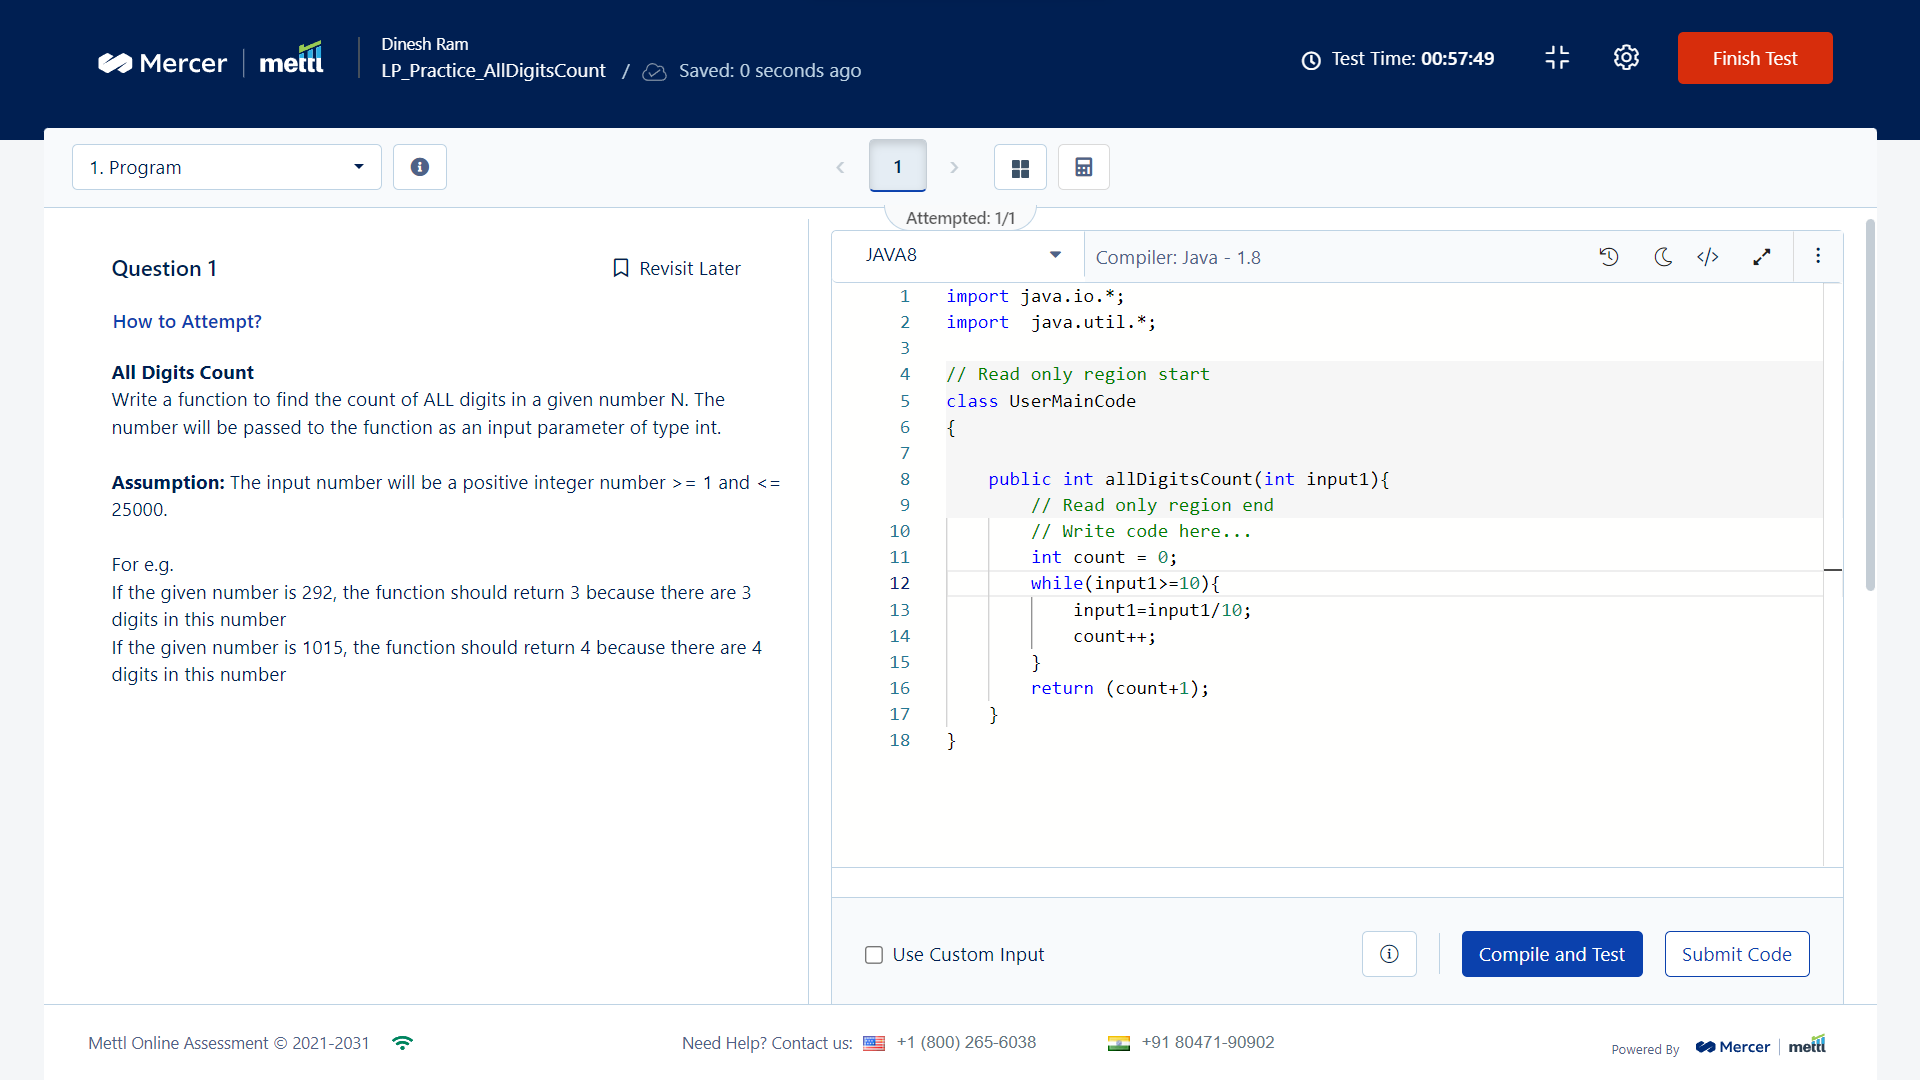 Mercer | mettl
Dinesh Ram
LP_Practice_AllDigitsCount / Saved: 0 seconds ago
Test Time: 00:57:49
Finish Test
1. Program
1
Attempted: 1/1
Question 1
Revisit Later
How to Attempt?
All Digits Count
Write a function to find the count of ALL digits in a given number N. The
number will be passed to the function as an input parameter of type int.
Assumption: The input number will be a positive integer number >= 1 and <=
25000.
For e.g.
If the given number is 292, the function should return 3 because there are 3
digits in this number
If the given number is 1015, the function should return 4 because there are 4
digits in this number
JAVA8
Compiler: Java - 1.8
1 import java.io.*;
2 import  java.util.*;
3
4 // Read only region start
5 class UserMainCode
6 {
7
8     public int allDigitsCount(int input1){
9         // Read only region end
10         // Write code here...
11         int count = 0;
12         while(input1>=10){
13             input1=input1/10;
14             count++;
15         }
16         return (count+1);
17     }
18 }
Use Custom Input
Compile and Test
Submit Code
Mettl Online Assessment © 2021-2031
Need Help? Contact us: +1 (800) 265-6038
+91 80471-90902
Powered By Mercer | mettl